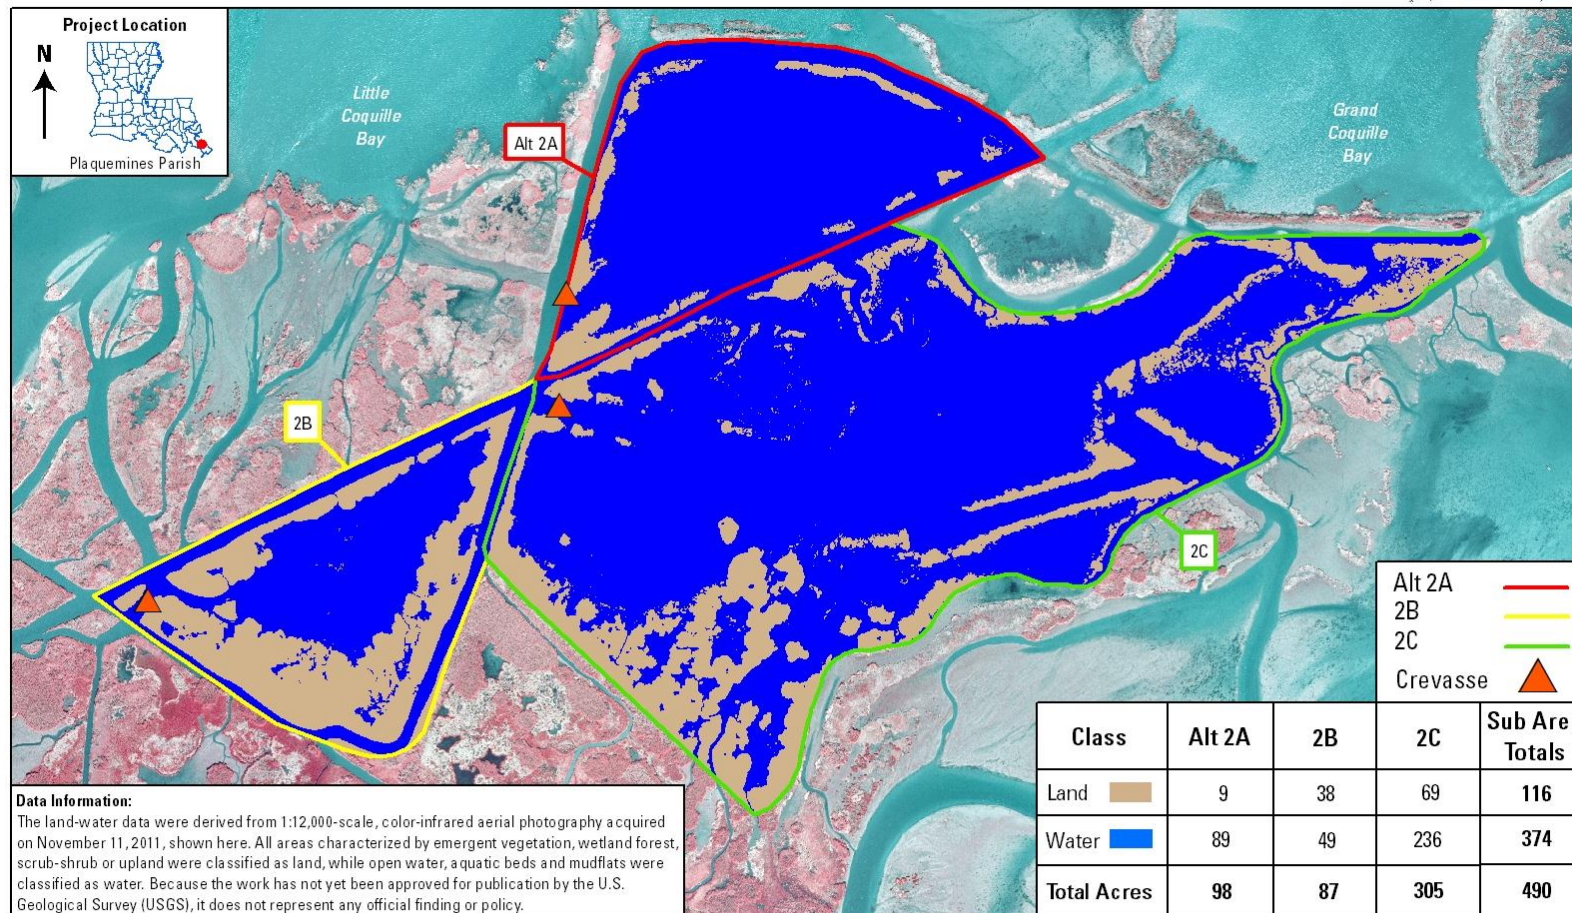 Project Location
N
Plaquemines Parish
Little
Coquille
Bay
Grand
Coquille
Bay
Alt 2A
2B
2C
Alt 2A
2B
2C
Crevasse
Class Alt 2A 2B 2C Sub Are
Totals
Land 9 38 69 116
Water 89 49 236 374
Total Acres 98 87 305 490
Data Information:
The land-water data were derived from 1:12,000-scale, color-infrared aerial photography acquired
on November 11, 2011, shown here. All areas characterized by emergent vegetation, wetland forest,
scrub-shrub or upland were classified as land, while open water, aquatic beds and mudflats were
classified as water. Because the work has not yet been approved for publication by the U.S.
Geological Survey (USGS), it does not represent any official finding or policy.